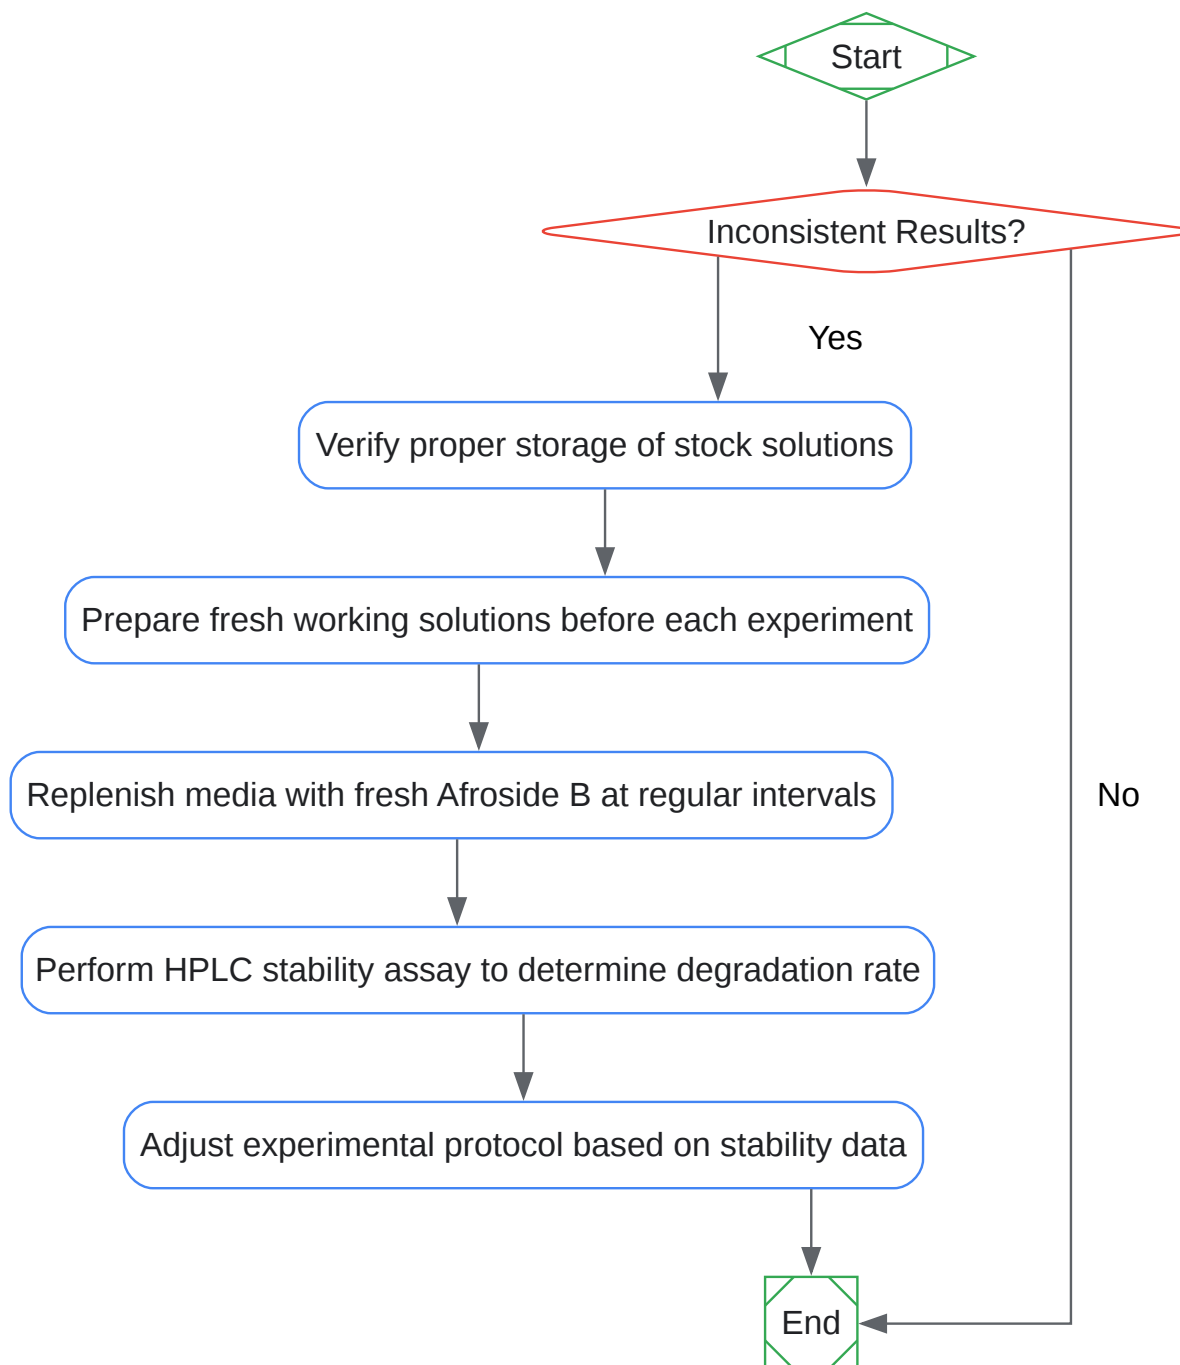 Start
Inconsistent Results?
Yes
Verify proper storage of stock solutions
Prepare fresh working solutions before each experiment
Replenish media with fresh Afroside B at regular intervals
No
Perform HPLC stability assay to determine degradation rate
Adjust experimental protocol based on stability data
End